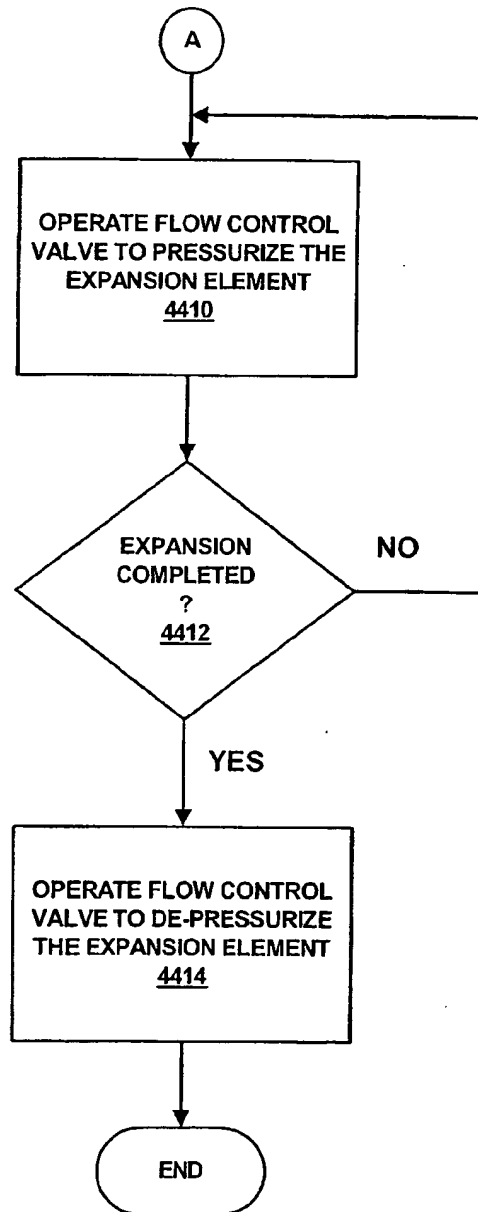 A
OPERATE FLOW CONTROL
VALVE TO PRESSURIZE THE
EXPANSION ELEMENT
4410
EXPANSION
COMPLETED
?
4412
NO
YES
OPERATE FLOW CONTROL
VALVE TO DE-PRESSURIZE
THE EXPANSION ELEMENT
4414
END